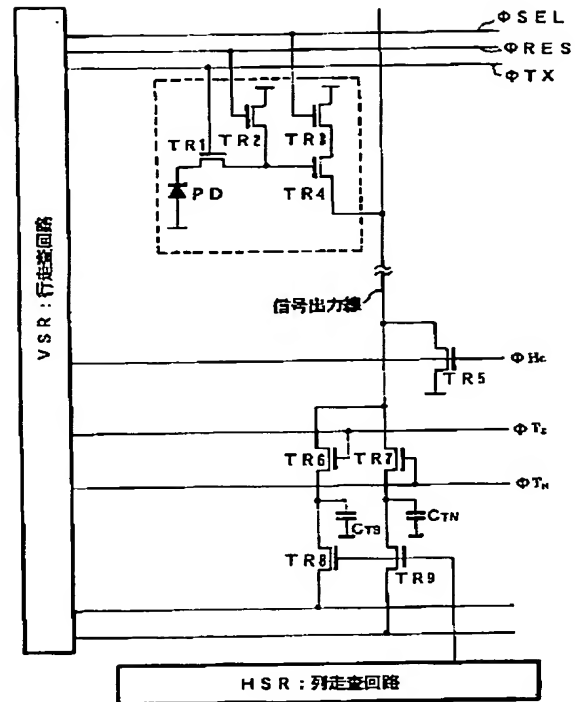 ΦSEL
ΦRES
ΦTX
TR1
TR2
TR3
TR4
PD
VSR：行走査回路
信号出力線
ΦHc
TR5
ΦTs
TR6
TR7
ΦTN
CTS
CTN
TR8
TR9
HSR：列走査回路